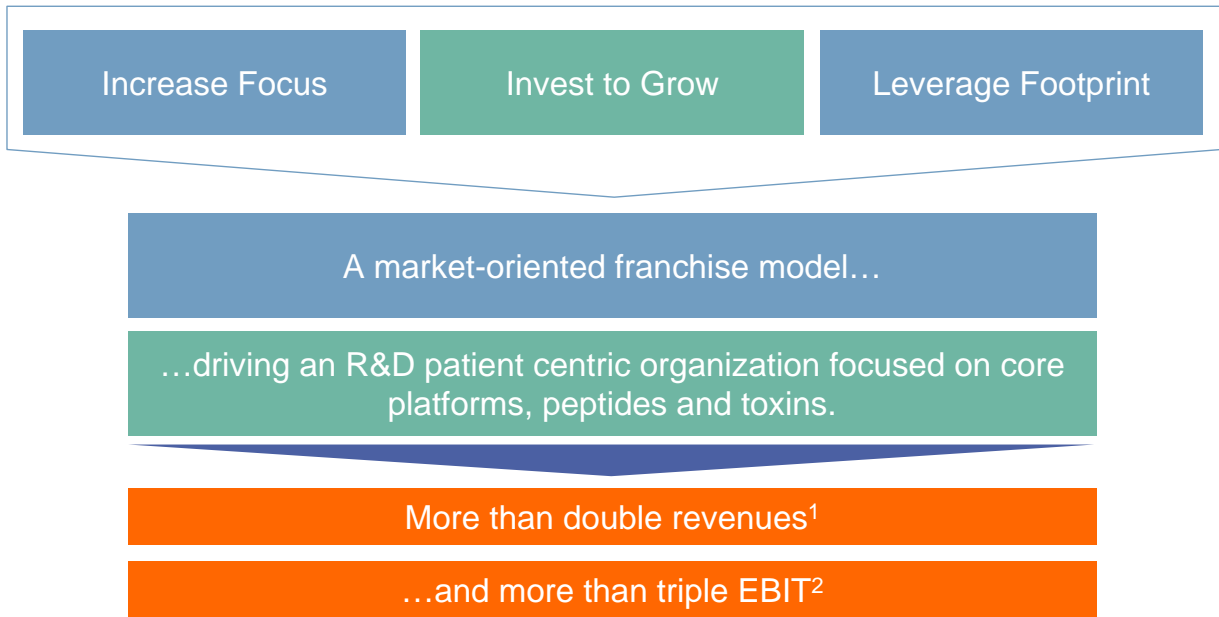 Increase Focus
Invest to Grow
Leverage Footprint
A market-oriented franchise model…
…driving an R&D patient centric organization focused on core
platforms, peptides and toxins.
More than double revenues¹
…and more than triple EBIT²